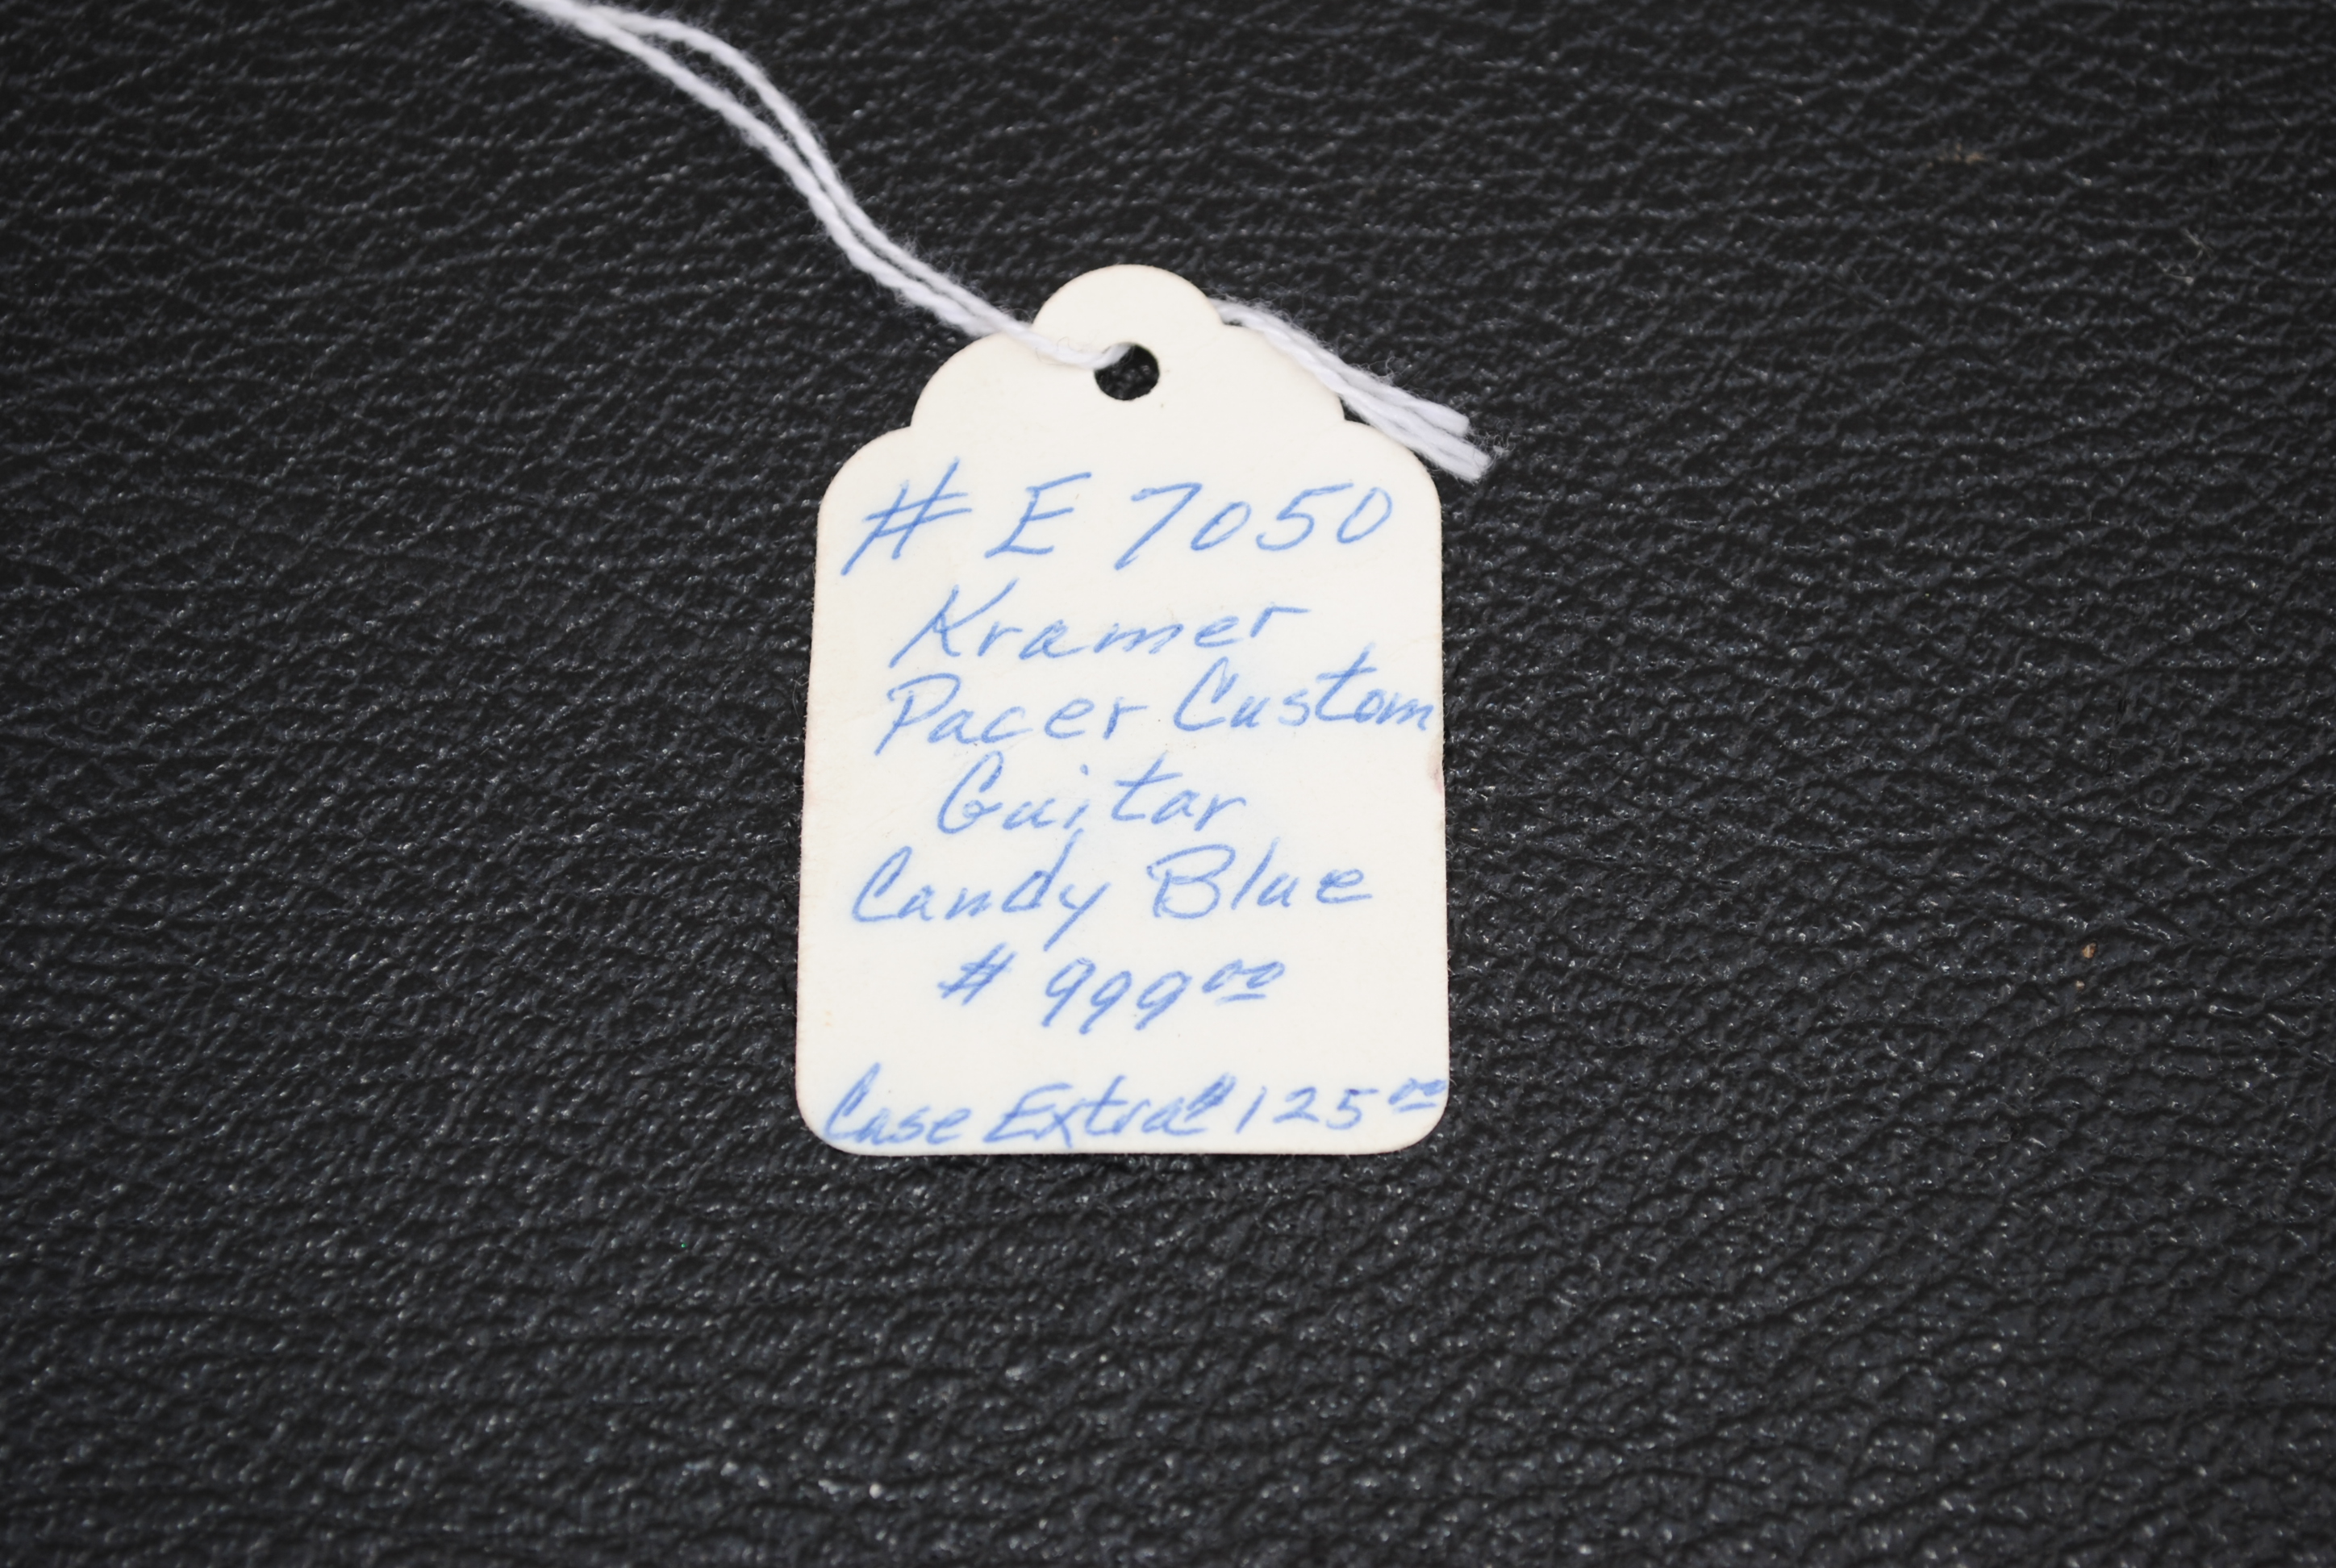 # E 7050
Kramer
Pacer Custom
Guitar
Candy Blue
# 999.00
Case Extra # 125.00